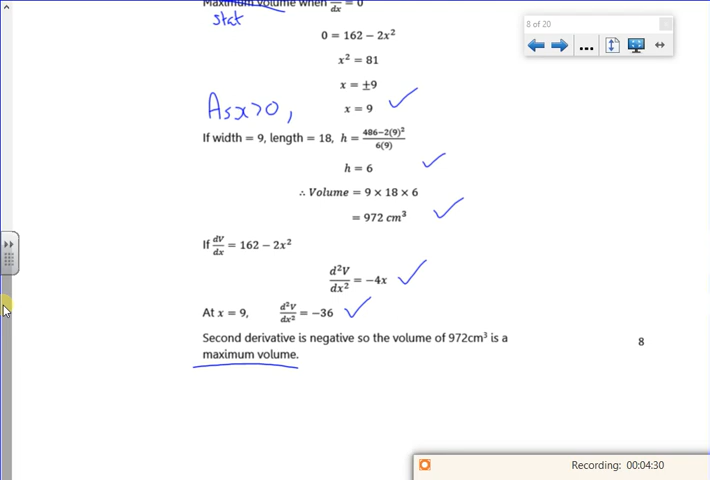 Maximum volume when dV/dx = 0
Stat
0 = 162 − 2x²
x² = 81
x = ±9
As x>0, x = 9
If width = 9, length = 18, h = 486−2(9)²/6(9)
h = 6
∴ Volume = 9 × 18 × 6
= 972 cm³
If dV/dx = 162 − 2x²
d²V/dx² = −4x
At x = 9, d²V/dx² = −36
Second derivative is negative so the volume of 972cm³ is a
maximum volume.
8
8 of 20
Recording: 00:04:30